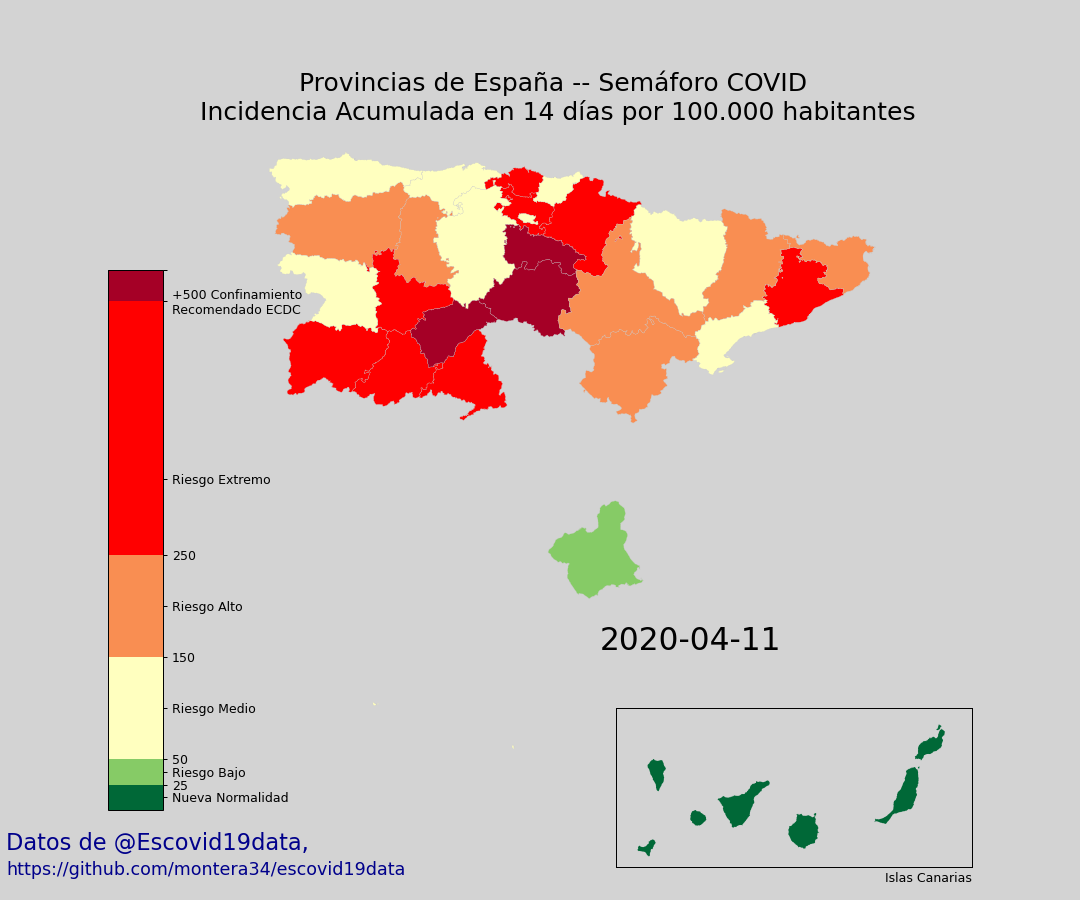 Provincias de España -- Semáforo COVID
Incidencia Acumulada en 14 días por 100.000 habitantes
+500 Confinamiento
Recomendado ECDC
Riesgo Extremo
250
Riesgo Alto
150
Riesgo Medio
50
Riesgo Bajo
25
Nueva Normalidad
2020-04-11
Islas Canarias
Datos de @Escovid19data,
https://github.com/montera34/escovid19data